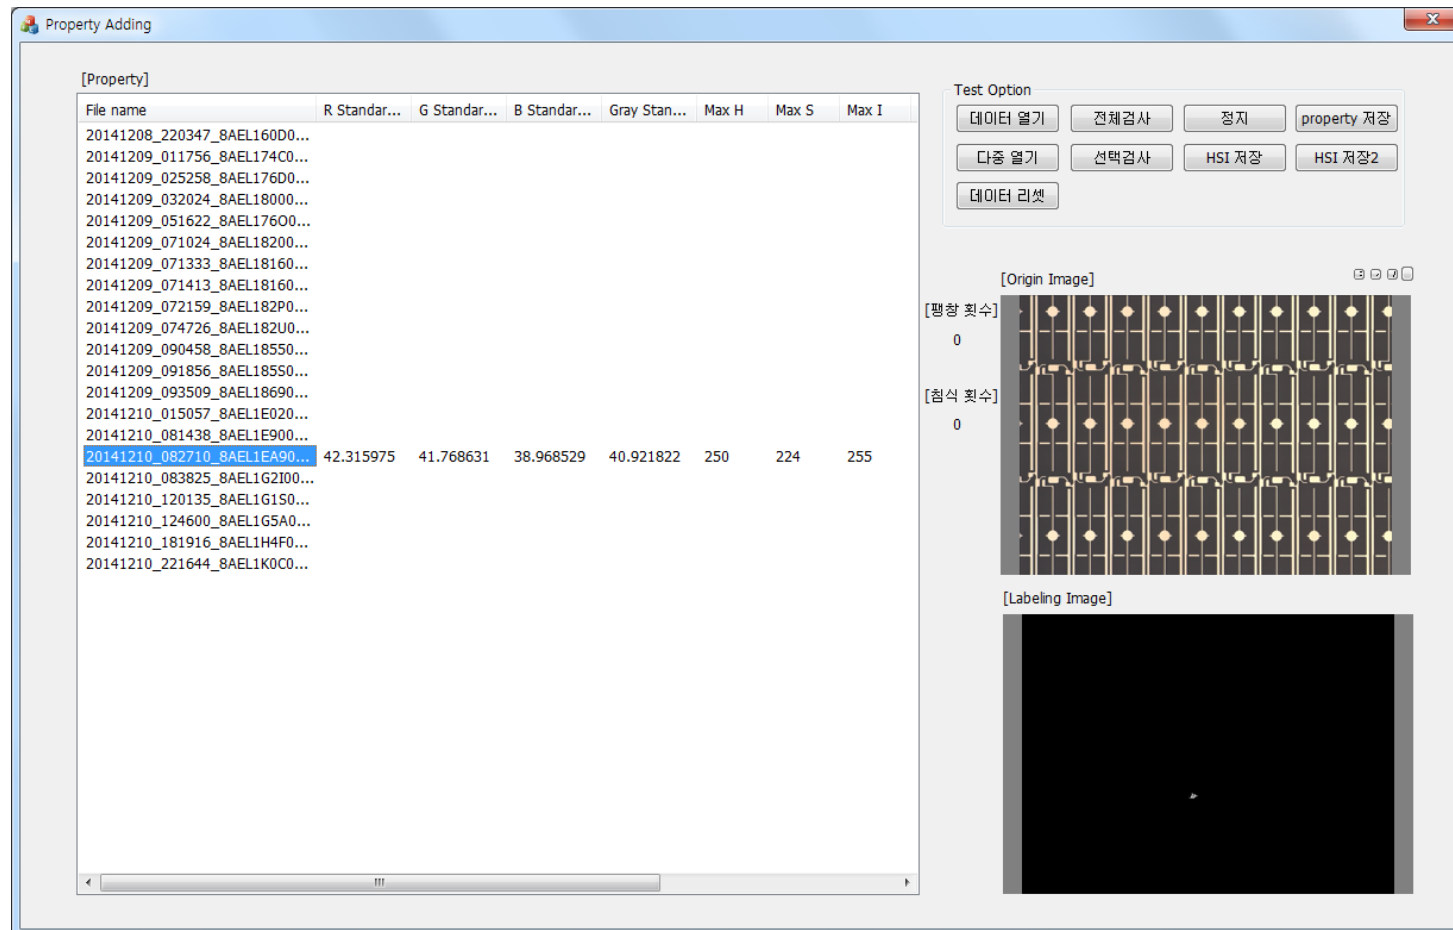 Property Adding
[Property]
File name R Standar... G Standar... B Standar... Gray Stan... Max H Max S Max I
20141208_220347_8AEL160D0...
20141209_011756_8AEL174C0...
20141209_025258_8AEL176D0...
20141209_032024_8AEL18000...
20141209_051622_8AEL176O0...
20141209_071024_8AEL18200...
20141209_071333_8AEL18160...
20141209_071413_8AEL18160...
20141209_072159_8AEL182P0...
20141209_074726_8AEL182U0...
20141209_090458_8AEL18550...
20141209_091856_8AEL185S0...
20141209_093509_8AEL18690...
20141210_015057_8AEL1E020...
20141210_081438_8AEL1E900...
20141210_082710_8AEL1EA90... 42.315975 41.768631 38.968529 40.921822 250 224 255
20141210_083825_8AEL1G2I00...
20141210_120135_8AEL1G1S0...
20141210_124600_8AEL1G5A0...
20141210_181916_8AEL1H4F0...
20141210_221644_8AEL1K0C0...
Test Option
데이터 열기 전체검사 정지 property 저장
다중 열기 선택검사 HSI 저장 HSI 저장2
데이터 리셋
[Origin Image]
[팽창 횟수]
0
[침식 횟수]
0
[Labeling Image]